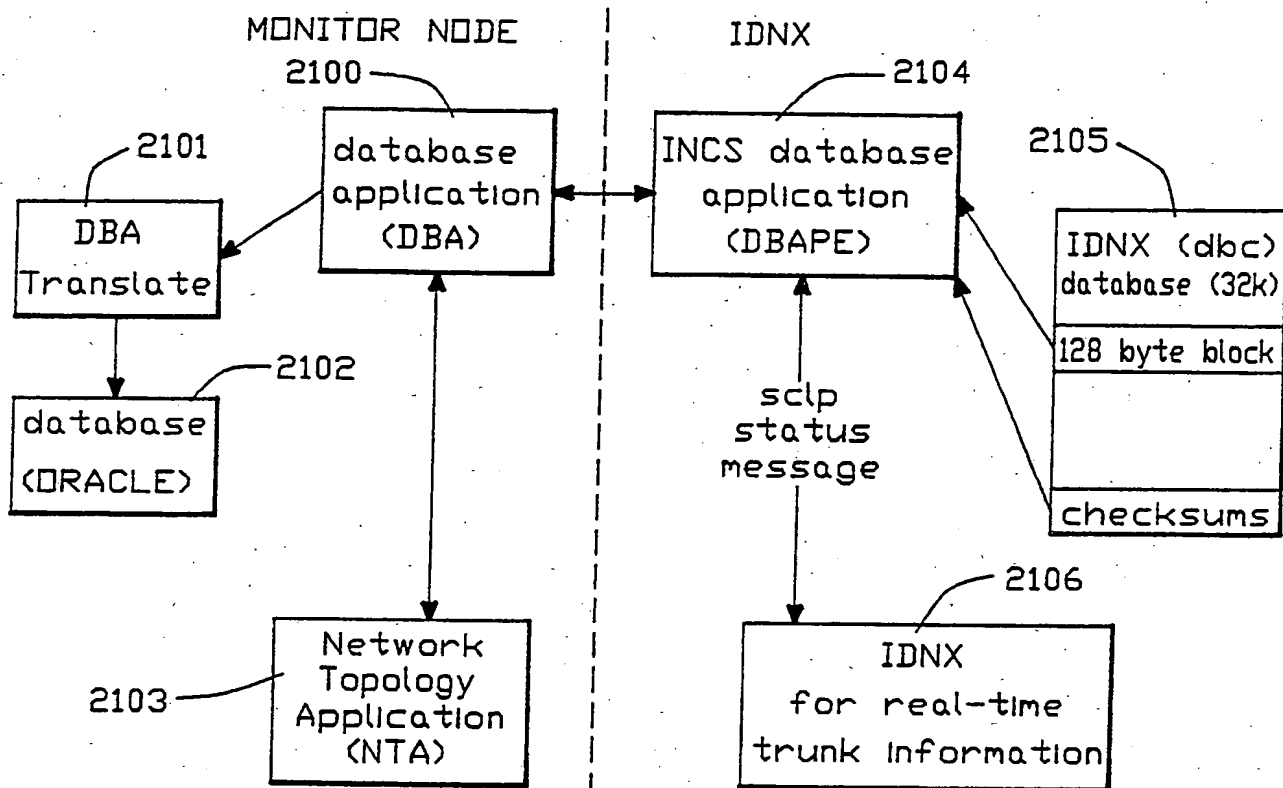 MONITOR NODE
IDNX
2100
2104
2101
2105
database
application
(DBA)
INCS database
application
(DBAPE)
DBA
Translate
IDNX (dbc)
database (32k)
128 byte block
checksums
2102
database
(ORACLE)
sclp
status
message
2106
2103
Network
Topology
Application
(NTA)
IDNX
for real-time
trunk information